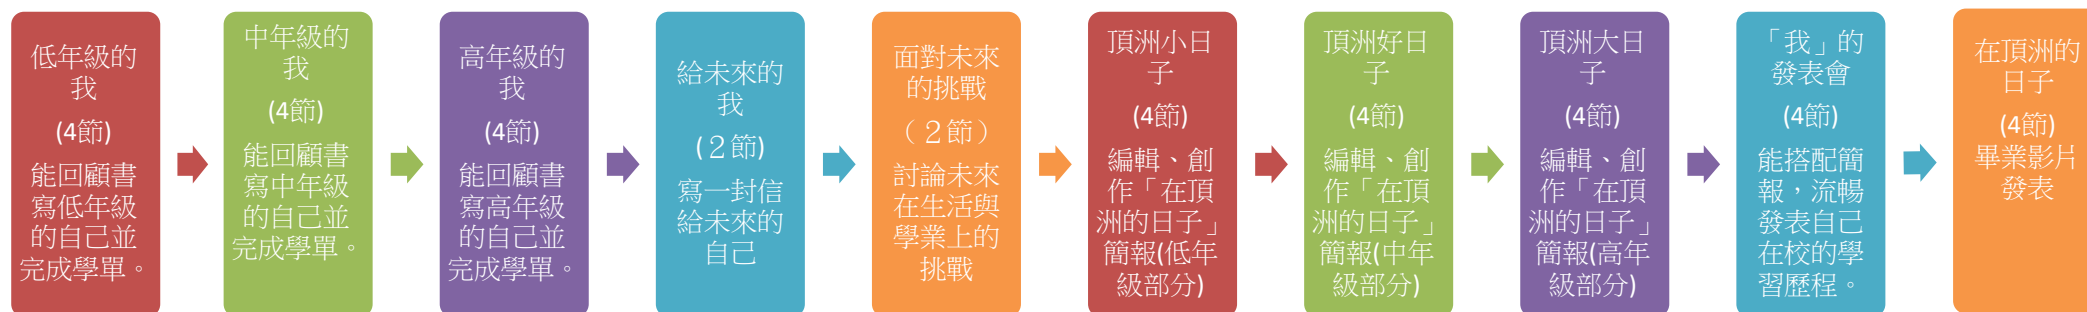 低年級的
我
(4節)
能回顧書
寫低年級
的自己並
完成學單。
中年級的
我
(4節)
能回顧書
寫中年級
的自己並
完成學單。
高年級的
我
(4節)
能回顧書
寫高年級
的自己並
完成學單。
給未來的
我
(２節)
寫一封信
給未來的
自己
面對未來
的挑戰
（２節）
討論未來
在生活與
學業上的
挑戰
頂洲小日
子
(4節)
編輯、創
作「在頂
洲的日子」
簡報(低年
級部分)
頂洲好日
子
(4節)
編輯、創
作「在頂
洲的日子」
簡報(中年
級部分)
頂洲大日
子
(4節)
編輯、創
作「在頂
洲的日子」
簡報(高年
級部分)
「我」的
發表會
(4節)
能搭配簡
報，流暢
發表自己
在校的學
習歷程。
在頂洲的
日子
(4節)
畢業影片
發表